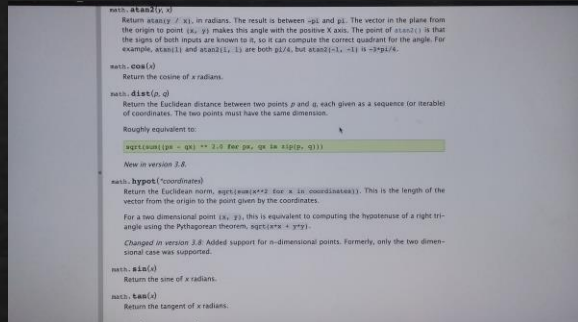 math.atan2(y, x)
Return atan(y / x), in radians. The result is between -pi and pi. The vector in the plane from
the origin to point (x, y) makes this angle with the positive X axis. The point of atan2() is that
the signs of both inputs are known to it, so it can compute the correct quadrant for the angle. For
example, atan(1) and atan2(1, 1) are both pi/4, but atan2(-1, -1) is -3*pi/4.
math.cos(x)
Return the cosine of x radians.
math.dist(p, q)
Return the Euclidean distance between two points p and q, each given as a sequence (or iterable)
of coordinates. The two points must have the same dimension.
Roughly equivalent to:
sqrt(sum((px - qx) ** 2.0 for px, qx in zip(p, q)))
New in version 3.8.
math.hypot(*coordinates)
Return the Euclidean norm, sqrt(sum(x**2 for x in coordinates)). This is the length of the
vector from the origin to the point given by the coordinates.
For a two dimensional point (x, y), this is equivalent to computing the hypotenuse of a right tri-
angle using the Pythagorean theorem, sqrt(x*x + y*y).
Changed in version 3.8: Added support for n-dimensional points. Formerly, only the two dimen-
sional case was supported.
math.sin(x)
Return the sine of x radians.
math.tan(x)
Return the tangent of x radians.